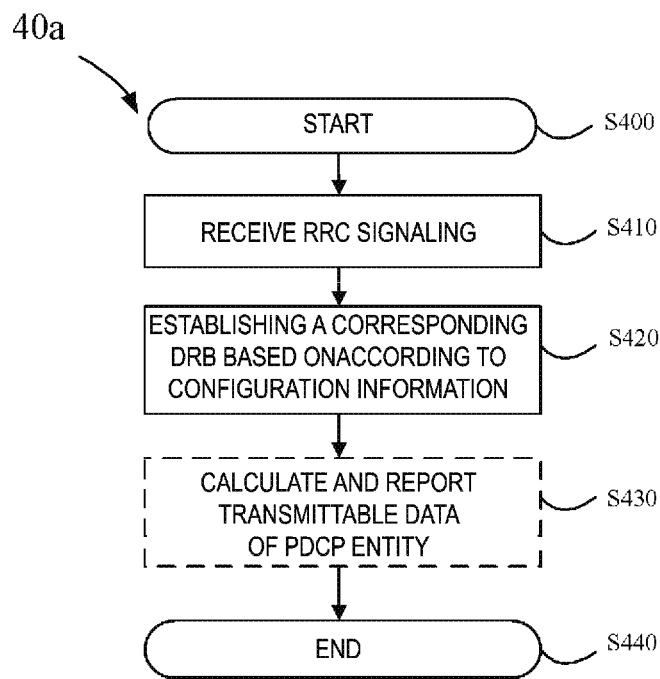 40a
START
S400
RECEIVE RRC SIGNALING
S410
ESTABLISHING A CORRESPONDING
DRB BASED ONACCORDING TO
CONFIGURATION INFORMATION
S420
CALCULATE AND REPORT
TRANSMITTABLE DATA
OF PDCP ENTITY
S430
END
S440